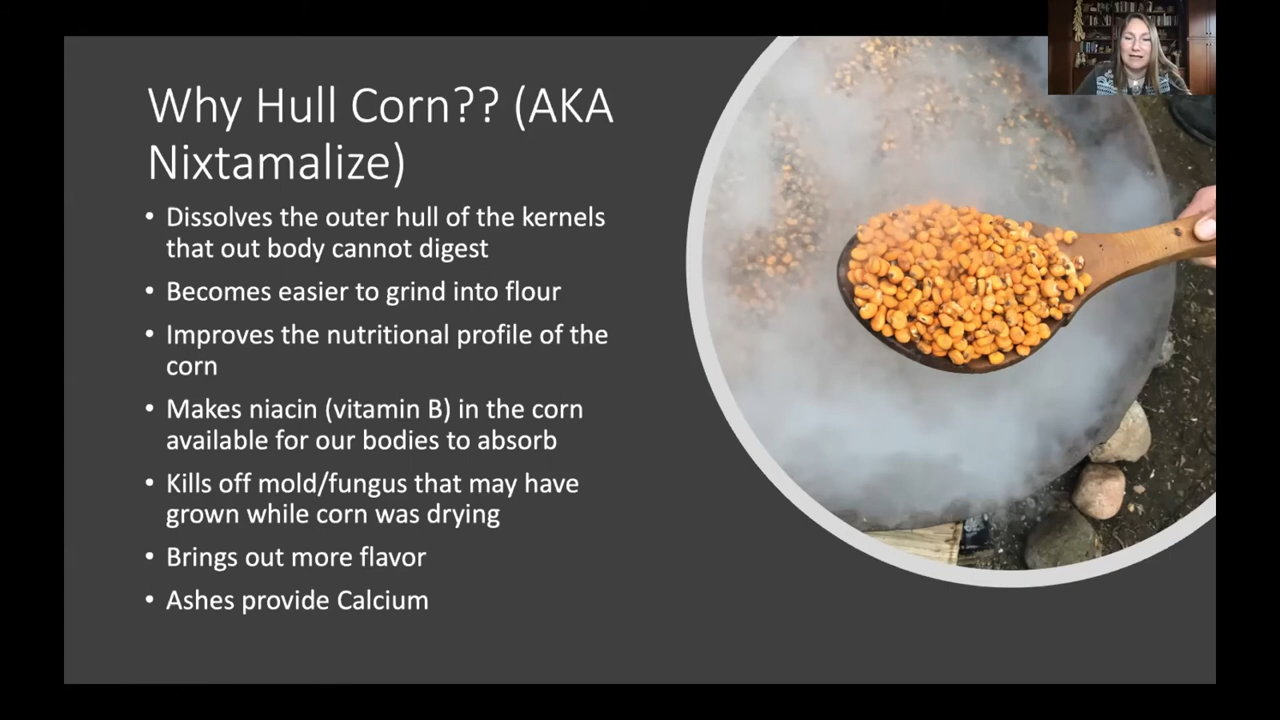 Why Hull Corn?? (AKA
Nixtamalize)
• Dissolves the outer hull of the kernels
that out body cannot digest
• Becomes easier to grind into flour
• Improves the nutritional profile of the
corn
• Makes niacin (vitamin B) in the corn
available for our bodies to absorb
• Kills off mold/fungus that may have
grown while corn was drying
• Brings out more flavor
• Ashes provide Calcium